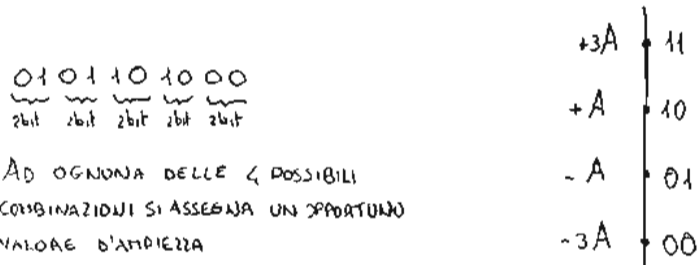 01 01 10 10 00
2bit 2bit 2bit 2bit 2bit
AD OGNUNA DELLE 4 POSSIBILI
COMBINAZIONI SI ASSEGNA UN OPPORTUNO
VALORE D'AMPIEZZA
+3A 11
+A 10
-A 01
-3A 00